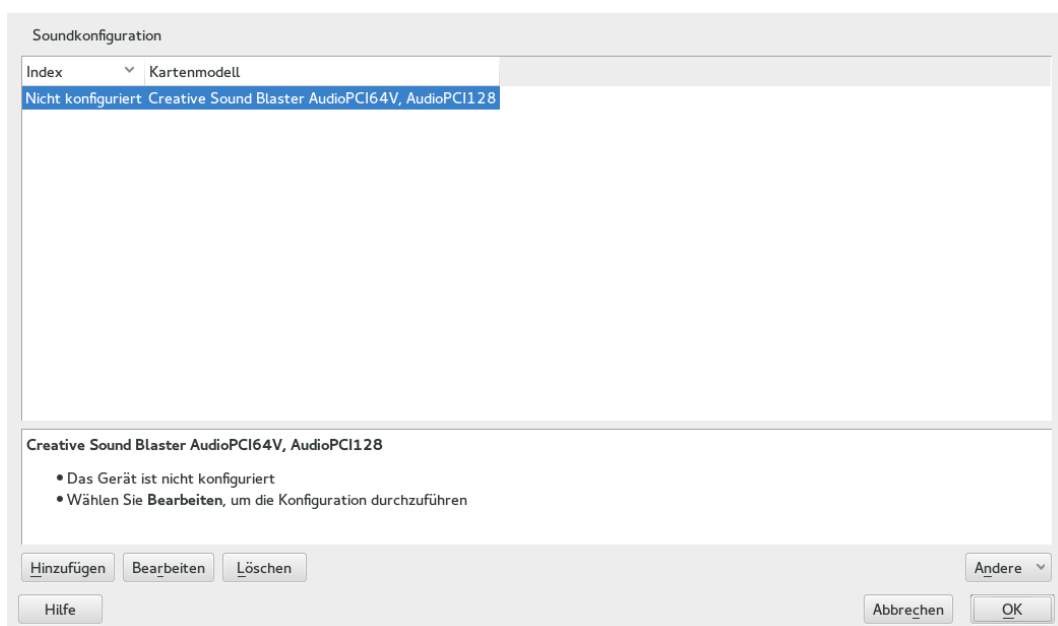 Soundkonfiguration
Index Kartenmodell
Nicht konfiguriert Creative Sound Blaster AudioPCI64V, AudioPCI128
Creative Sound Blaster AudioPCI64V, AudioPCI128
• Das Gerät ist nicht konfiguriert
• Wählen Sie Bearbeiten, um die Konfiguration durchzuführen
Hinzufügen Bearbeiten Löschen Andere
Hilfe Abbrechen OK